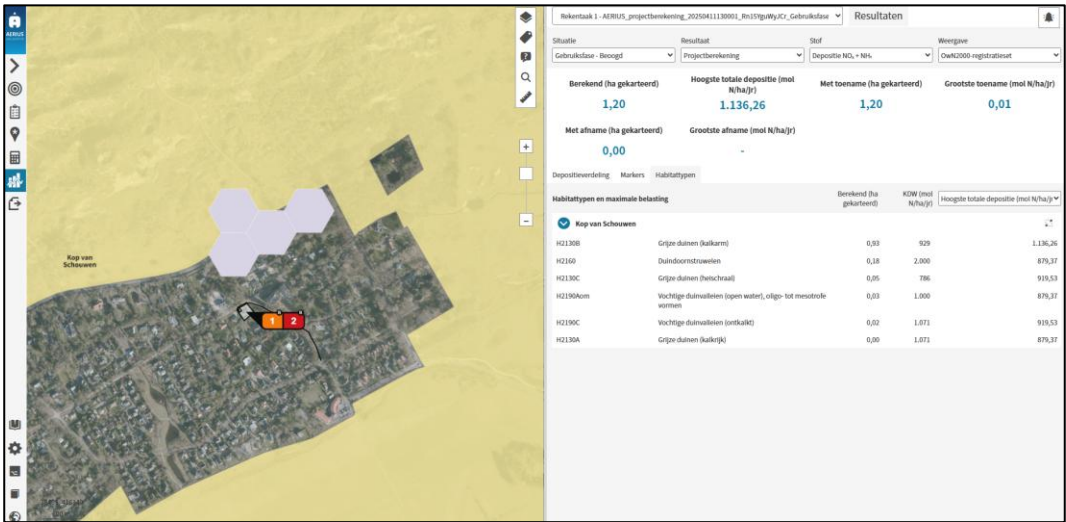 AERIUS
Rekentaak 1 - AERIUS_projectberekening_20250411130001_Rn1SYguWyJCr_Gebruiksfase
Resultaten
Situatie
Resultaat
Stof
Weergave
Gebruiksfase - Beoogd
Projectberekening
Depositie NOₓ + NH₃
OwN2000-registratieset
Berekend (ha gekarteerd)
Hoogste totale depositie (mol N/ha/jr)
Met toename (ha gekarteerd)
Grootste toename (mol N/ha/jr)
1,20
1.136,26
1,20
0,01
Met afname (ha gekarteerd)
Grootste afname (mol N/ha/jr)
0,00
-
Depositieverdeling Markers Habitattypen
Habitattypen en maximale belasting
Berekend (ha gekarteerd)
KDW (mol N/ha/jr)
Hoogste totale depositie (mol N/ha/jr
Kop van Schouwen
H2130B Grijze duinen (kalkarm) 0,93 929 1.136,26
H2160 Duindoornstruwelen 0,18 2.000 879,37
H2130C Grijze duinen (heischraal) 0,05 786 919,53
H2190Aom Vochtige duinvalleien (open water), oligo- tot mesotrofe vormen 0,03 1.000 879,37
H2190C Vochtige duinvalleien (ontkalkt) 0,02 1.071 919,53
H2130A Grijze duinen (kalkrijk) 0,00 1.071 879,37
Kop van
Schouwen
1 2